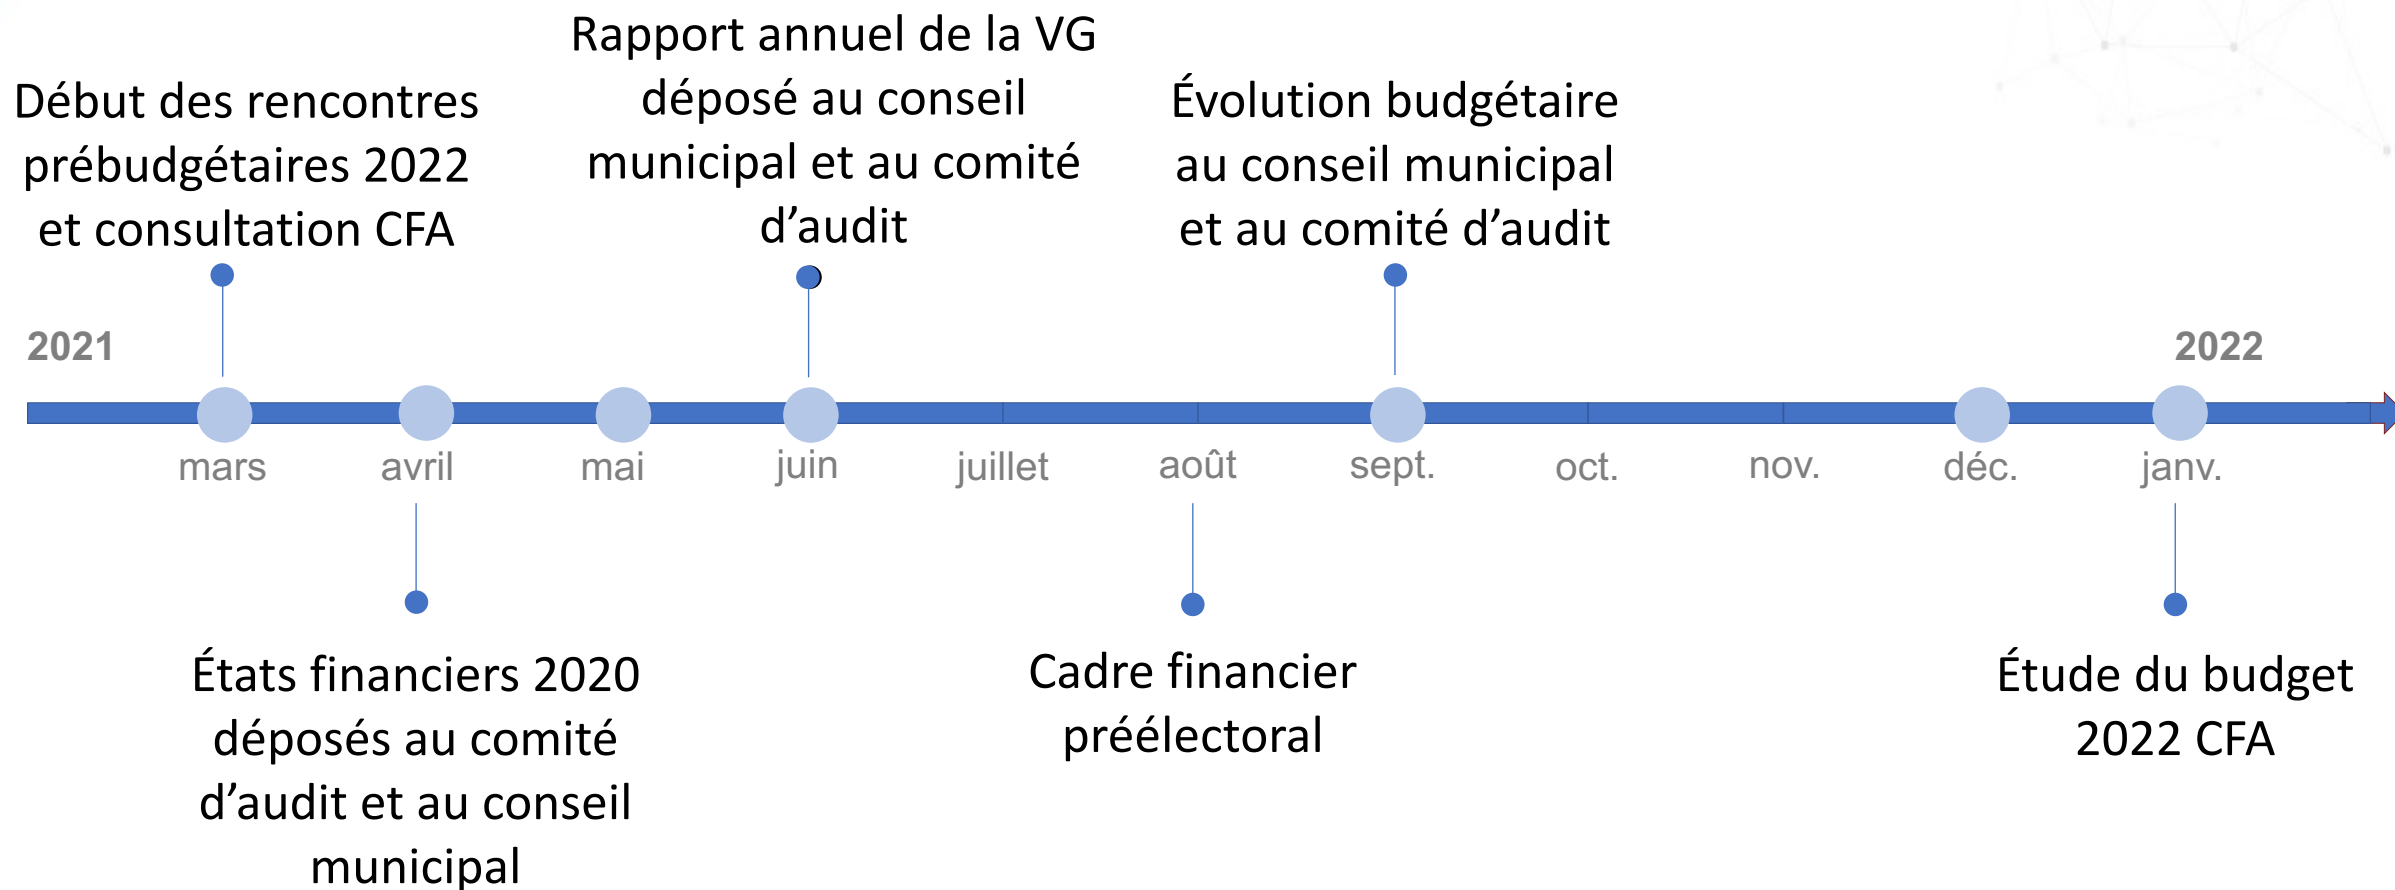 Début des rencontres
prébudgétaires 2022
et consultation CFA
Rapport annuel de la VG
déposé au conseil
municipal et au comité
d’audit
Évolution budgétaire
au conseil municipal
et au comité d’audit
2021
2022
mars
avril
mai
juin
juillet
août
sept.
oct.
nov.
déc.
janv.
États financiers 2020
déposés au comité
d’audit et au conseil
municipal
Cadre financier
préélectoral
Étude du budget
2022 CFA